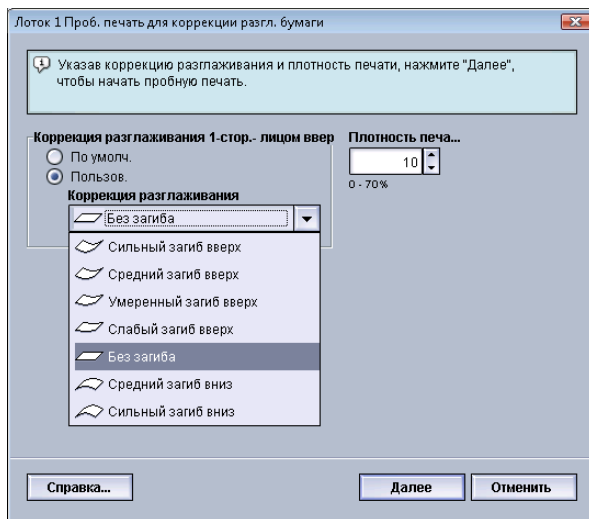 Лоток 1 Проб. печать для коррекции разгл. бумаги
Указав коррекцию разглаживания и плотность печати, нажмите "Далее",
чтобы начать пробную печать.
Коррекция разглаживания 1-стор.- лицом ввер
Плотность печа...
По умолч.
10
Пользов.
0 - 70%
Коррекция разглаживания
Без загиба
Сильный загиб вверх
Средний загиб вверх
Умеренный загиб вверх
Слабый загиб вверх
Без загиба
Средний загиб вниз
Сильный загиб вниз
Справка...
Далее
Отменить